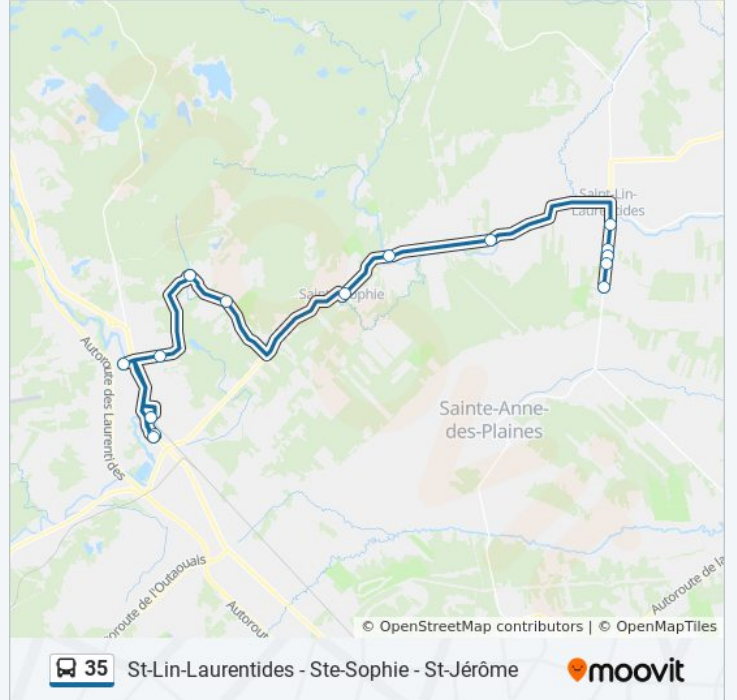 Saint-Lin-
Laurentides
Sainte-Sophie
Autoroute des Laurentides
Sainte-Anne-
des-Plaines
Autoroute de l'Outaouais
Autorout
Autoroute de la
© OpenStreetMap contributors | © OpenMapTiles
35 St-Lin-Laurentides - Ste-Sophie - St-Jérôme
moovit